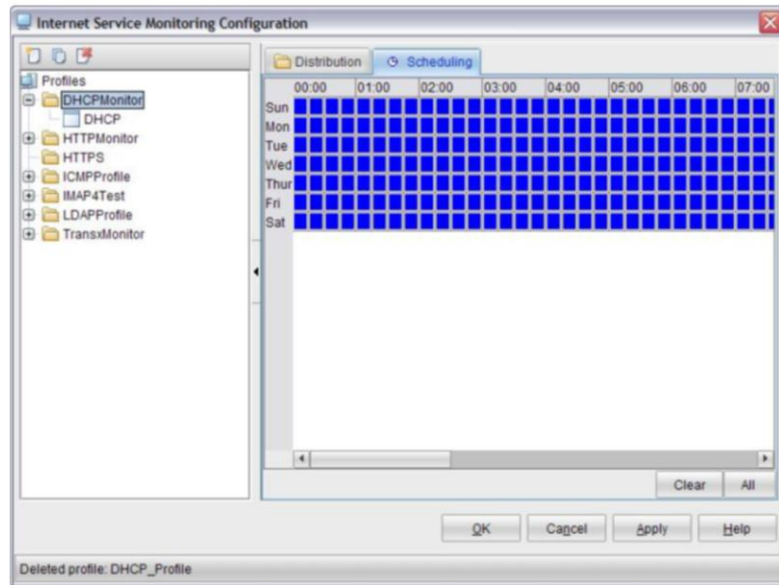 Internet Service Monitoring Configuration
Profiles
DHCPMonitor
DHCP
HTTPMonitor
HTTPS
ICMPProfile
IMAP4Test
LDAPProfile
TransxMonitor
Distribution
Scheduling
00:00 01:00 02:00 03:00 04:00 05:00 06:00 07:00
Sun
Mon
Tue
Wed
Thur
Fri
Sat
Clear All
OK Cancel Apply Help
Deleted profile: DHCP_Profile